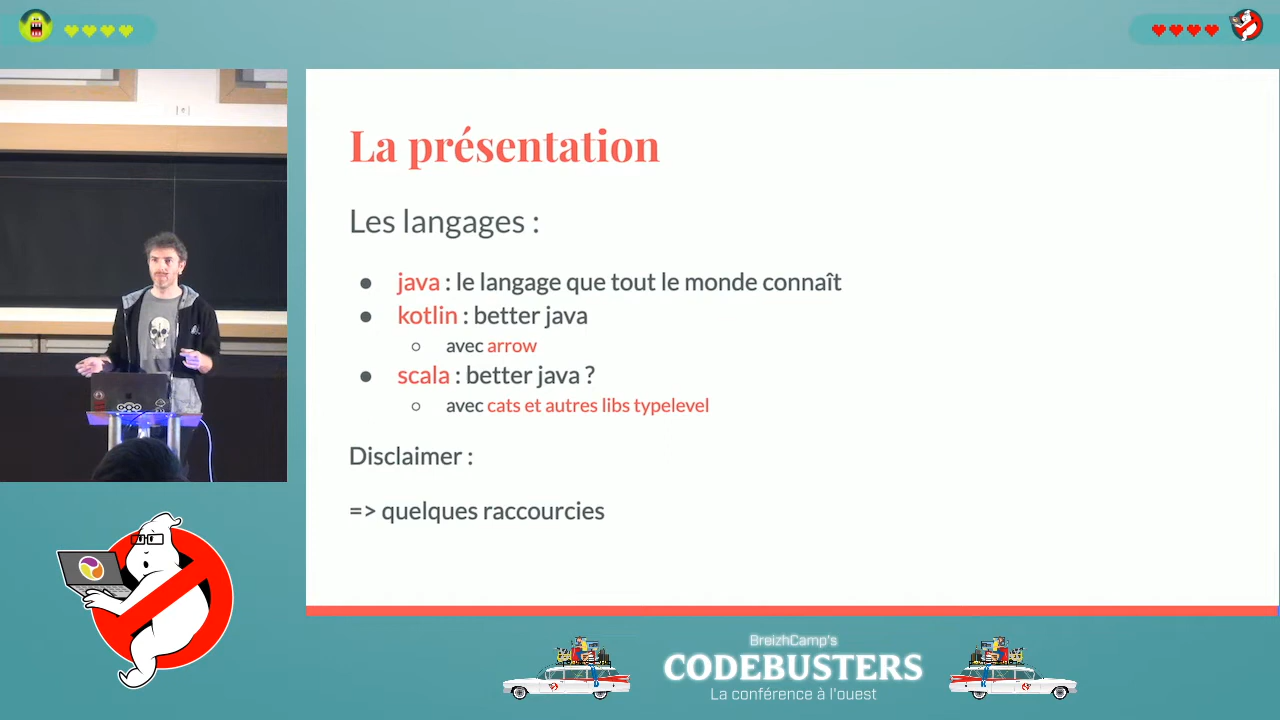 La présentation
Les langages :
● java : le langage que tout le monde connaît
● kotlin : better java
○ avec arrow
● scala : better java ?
○ avec cats et autres libs typelevel
Disclaimer :
=> quelques raccourcies
BreizhCamp's
CODEBUSTERS
La conférence à l'ouest